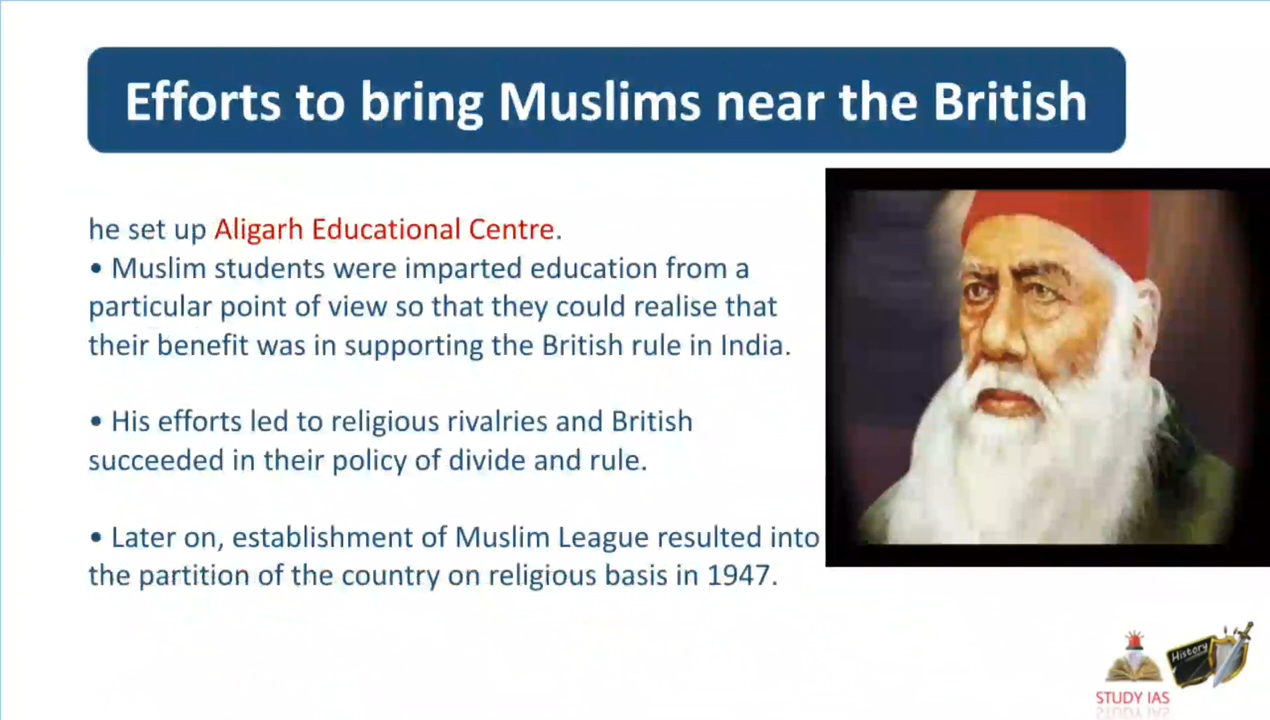 Efforts to bring Muslims near the British
he set up Aligarh Educational Centre.
• Muslim students were imparted education from a
particular point of view so that they could realise that
their benefit was in supporting the British rule in India.
• His efforts led to religious rivalries and British
succeeded in their policy of divide and rule.
• Later on, establishment of Muslim League resulted into
the partition of the country on religious basis in 1947.
History
STUDY IAS